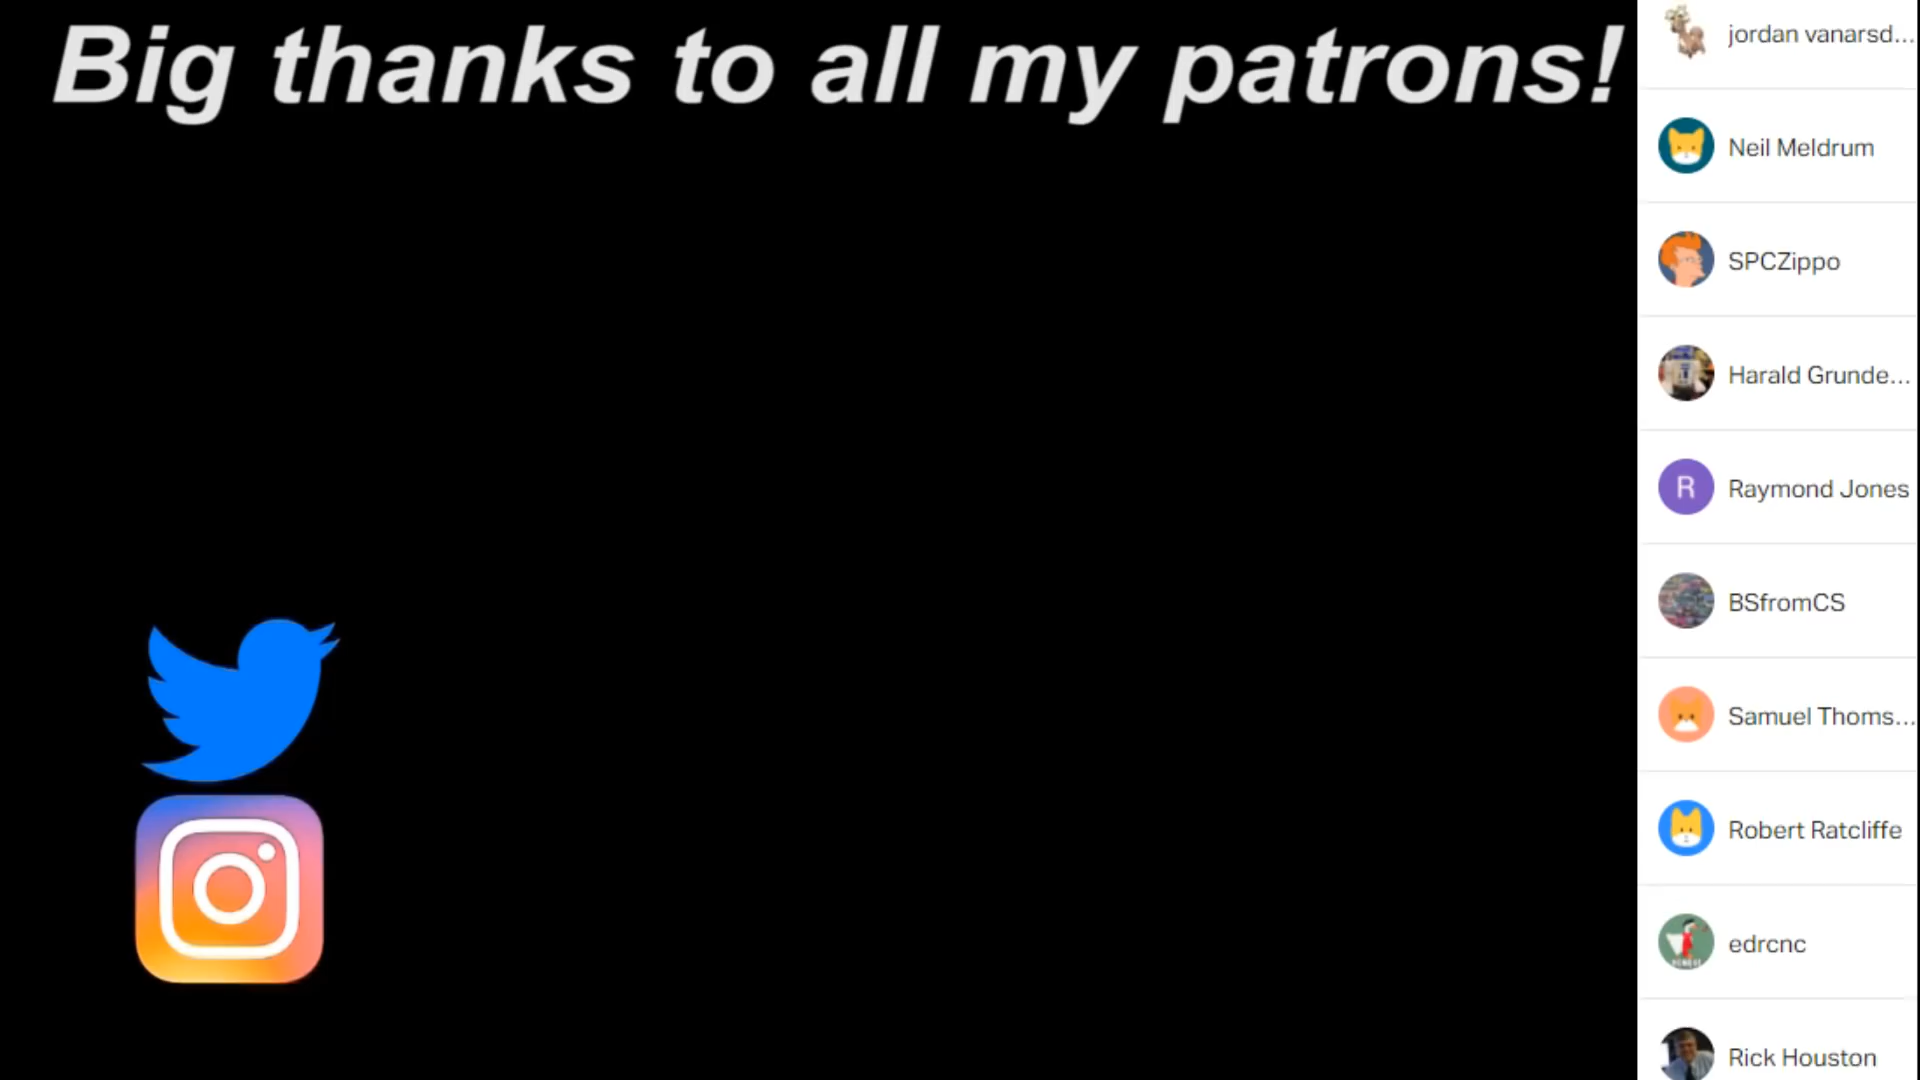 Big thanks to all my patrons!
jordan vanarsd...
Neil Meldrum
SPCZippo
Harald Grunde...
R
Raymond Jones
BSfromCS
Samuel Thoms...
Robert Ratcliffe
edrcnc
Rick Houston